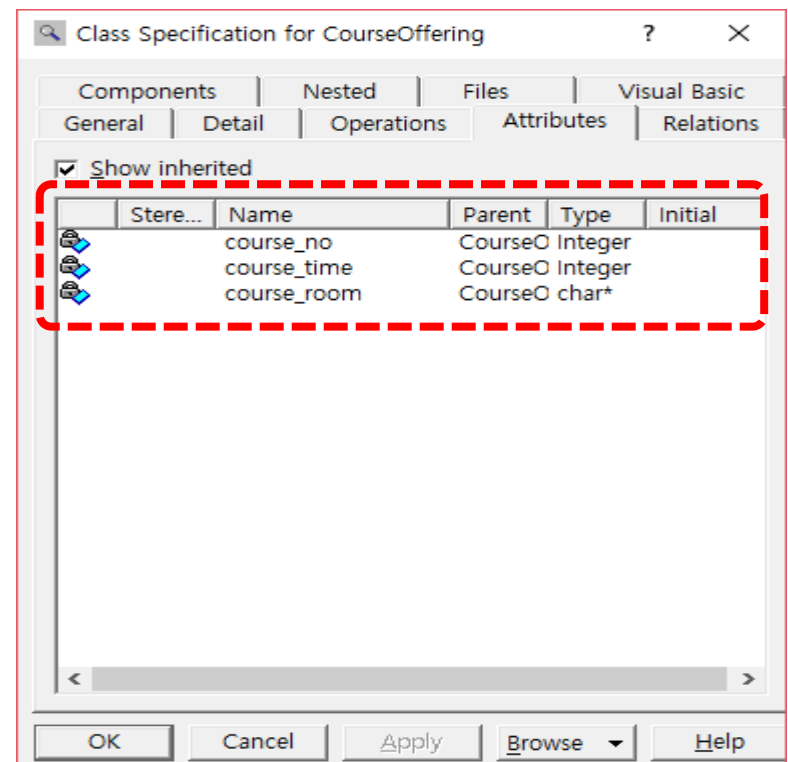 Class Specification for CourseOffering ? ×
Components Nested Files Visual Basic
General Detail Operations Attributes Relations
Show inherited
Stere... Name Parent Type Initial
course_no CourseO Integer
course_time CourseO Integer
course_room CourseO char*
< >
OK Cancel Apply Browse Help